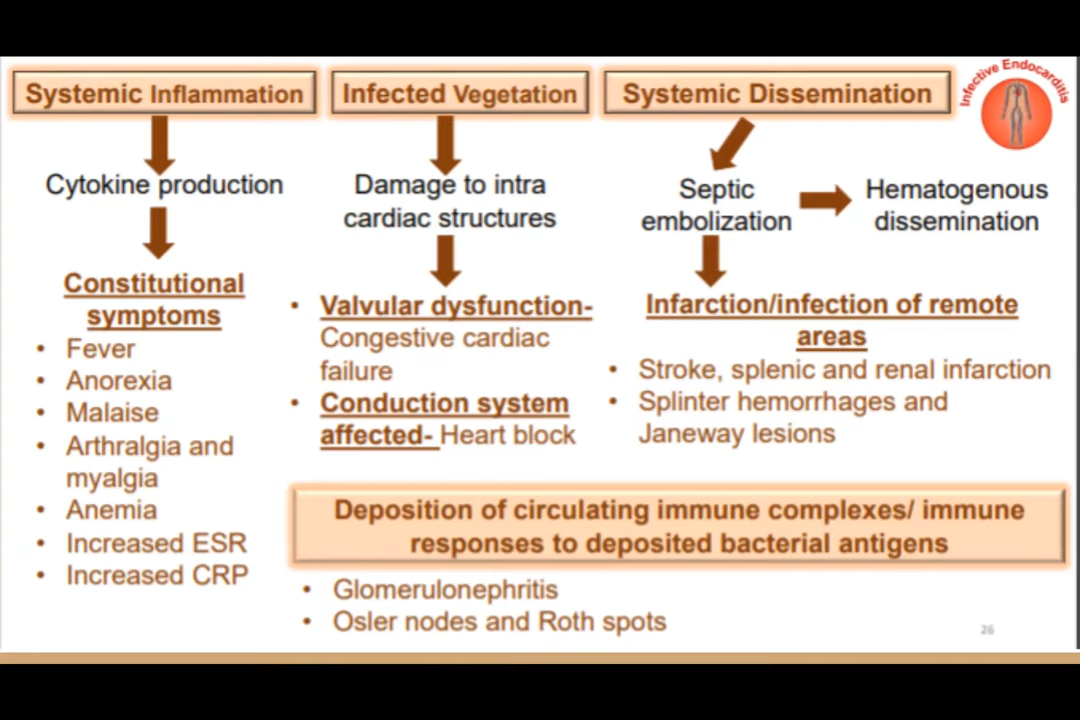 Systemic Inflammation
Cytokine production
Constitutional
symptoms
• Fever
• Anorexia
• Malaise
• Arthralgia and
myalgia
• Anemia
• Increased ESR
• Increased CRP
Infected Vegetation
Damage to intra
cardiac structures
• Valvular dysfunction-
Congestive cardiac
failure
• Conduction system
affected- Heart block
Systemic Dissemination
Septic
embolization
Hematogenous
dissemination
Infarction/infection of remote
areas
• Stroke, splenic and renal infarction
• Splinter hemorrhages and
Janeway lesions
Infective Endocarditis
Deposition of circulating immune complexes/ immune
responses to deposited bacterial antigens
• Glomerulonephritis
• Osler nodes and Roth spots
26